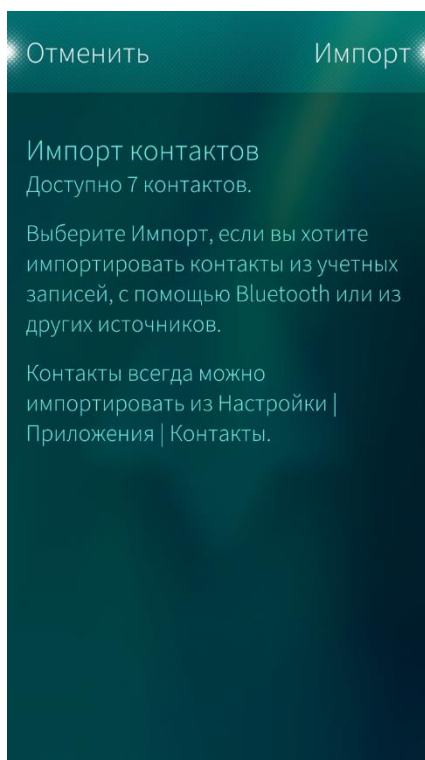 Отменить Импорт
Импорт контактов
Доступно 7 контактов.
Выберите Импорт, если вы хотите
импортировать контакты из учетных
записей, с помощью Bluetooth или из
других источников.
Контакты всегда можно
импортировать из Настройки |
Приложения | Контакты.